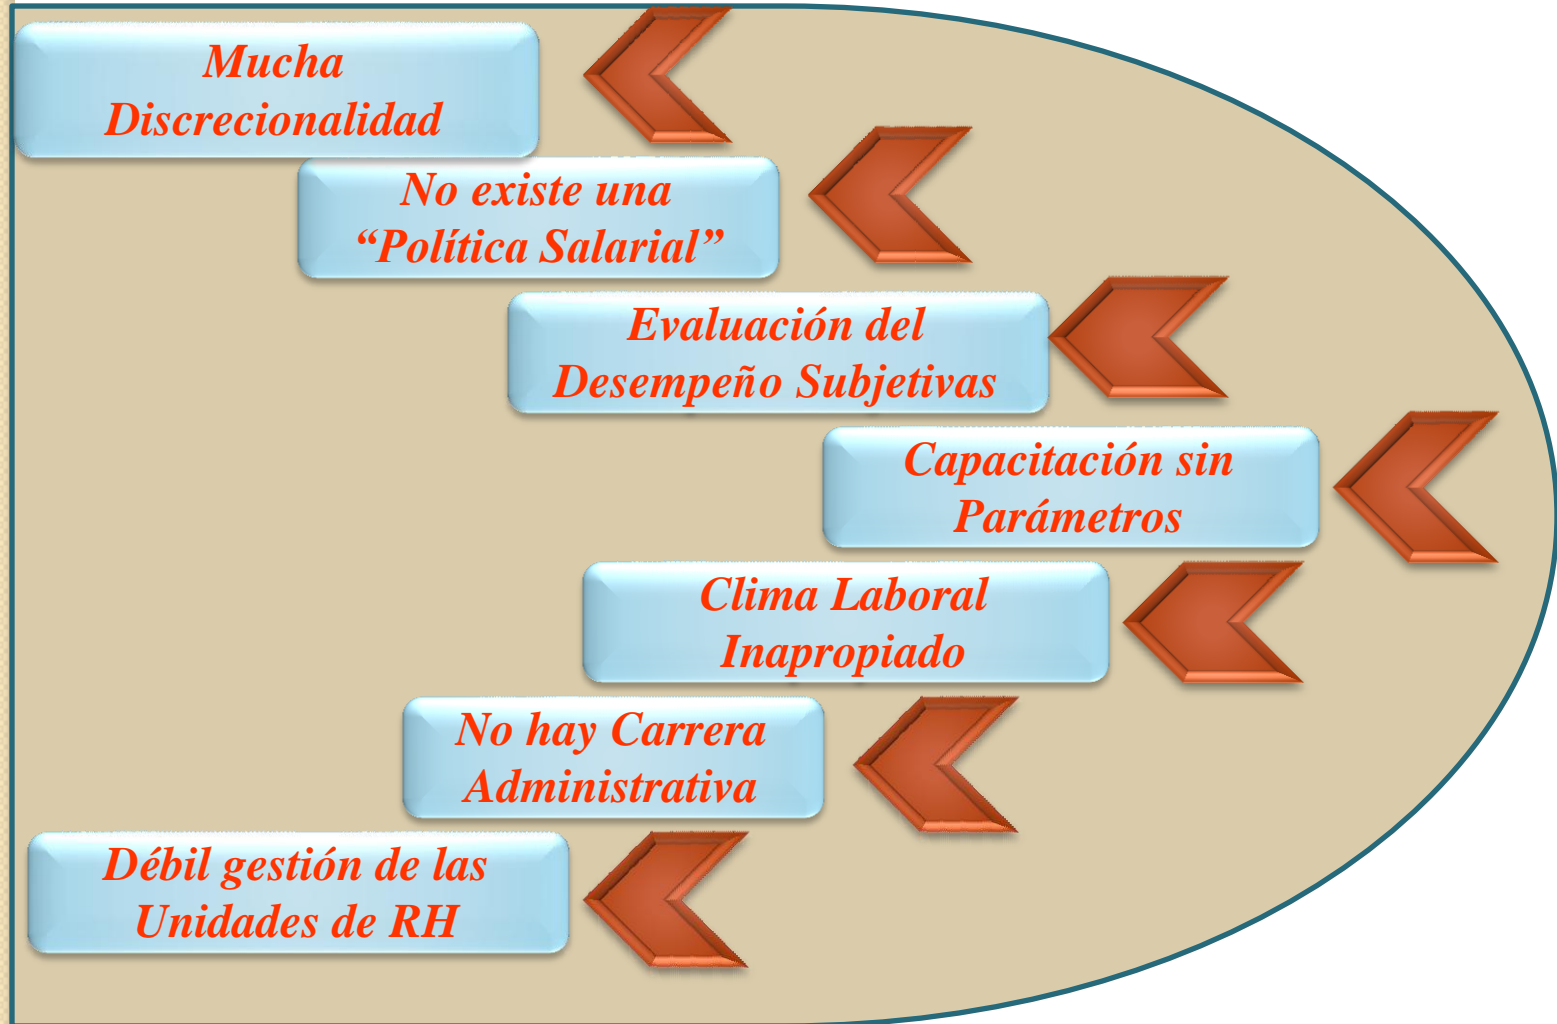 Mucha
Discrecionalidad
No existe una
“Política Salarial”
Evaluación del
Desempeño Subjetivas
Capacitación sin
Parámetros
Clima Laboral
Inapropiado
No hay Carrera
Administrativa
Débil gestión de las
Unidades de RH